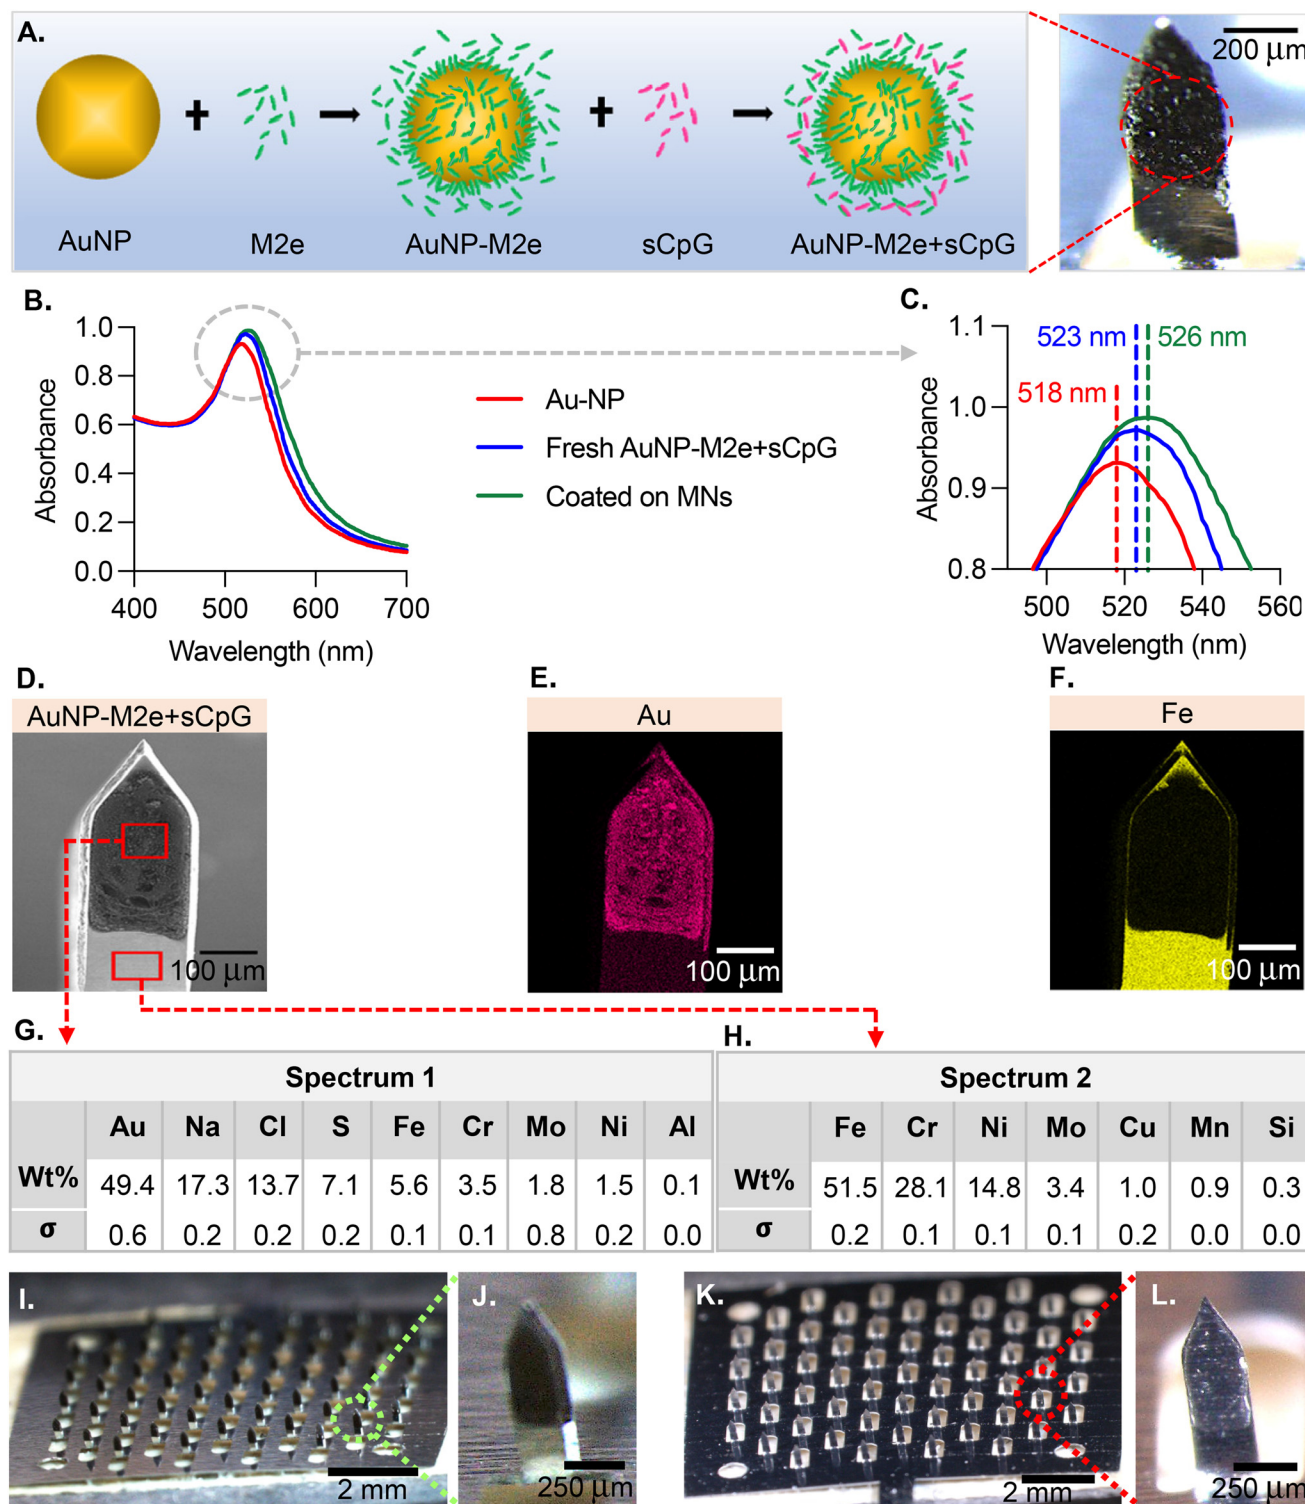 A.
200 μm
AuNP + M2e AuNP-M2e + sCpG AuNP-M2e+sCpG
B.
1.0
0.8
0.6
0.4
0.2
0.0
400 500 600 700
Absorbance
Wavelength (nm)
Au-NP
Fresh AuNP-M2e+sCpG
Coated on MNs
C.
1.1
1.0
0.9
0.8
500 520 540 560
Absorbance
Wavelength (nm)
523 nm 526 nm
518 nm
D.
AuNP-M2e+sCpG
100 μm
E.
Au
100 μm
F.
Fe
100 μm
G.
Spectrum 1
Au Na Cl S Fe Cr Mo Ni Al
Wt% 49.4 17.3 13.7 7.1 5.6 3.5 1.8 1.5 0.1
σ 0.6 0.2 0.2 0.2 0.1 0.1 0.8 0.2 0.0
H.
Spectrum 2
Fe Cr Ni Mo Cu Mn Si
Wt% 51.5 28.1 14.8 3.4 1.0 0.9 0.3
σ 0.2 0.1 0.1 0.1 0.2 0.0 0.0
I.
2 mm
J.
250 μm
K.
2 mm
L.
250 μm